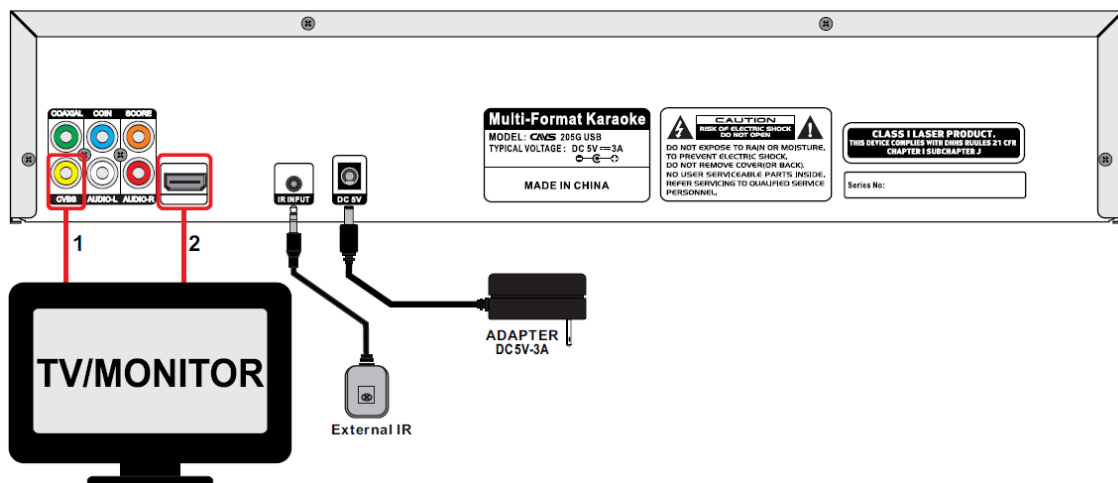 COAXIAL COIN SCORE
CVBS AUDIO-L AUDIO-R
IR INPUT
DC 5V
Multi-Format Karaoke
MODEL: CAVS 205G USB
TYPICAL VOLTAGE: DC 5V 3A
MADE IN CHINA
CAUTION
RISK OF ELECTRIC SHOCK
DO NOT OPEN
DO NOT EXPOSE TO RAIN OR MOISTURE,
TO PREVENT ELECTRIC SHOCK,
DO NOT REMOVE COVER(OR BACK).
NO USER SERVICEABLE PARTS INSIDE,
REFER SERVICING TO QUALIFIED SERVICE
PERSONNEL.
CLASS I LASER PRODUCT.
THIS DEVICE COMPLIES WITH DHHS RUULES 21 CFR
CHAPTER I SUBCHAPTER J
Series No:
1
2
TV/MONITOR
ADAPTER
DC5V-3A
External IR